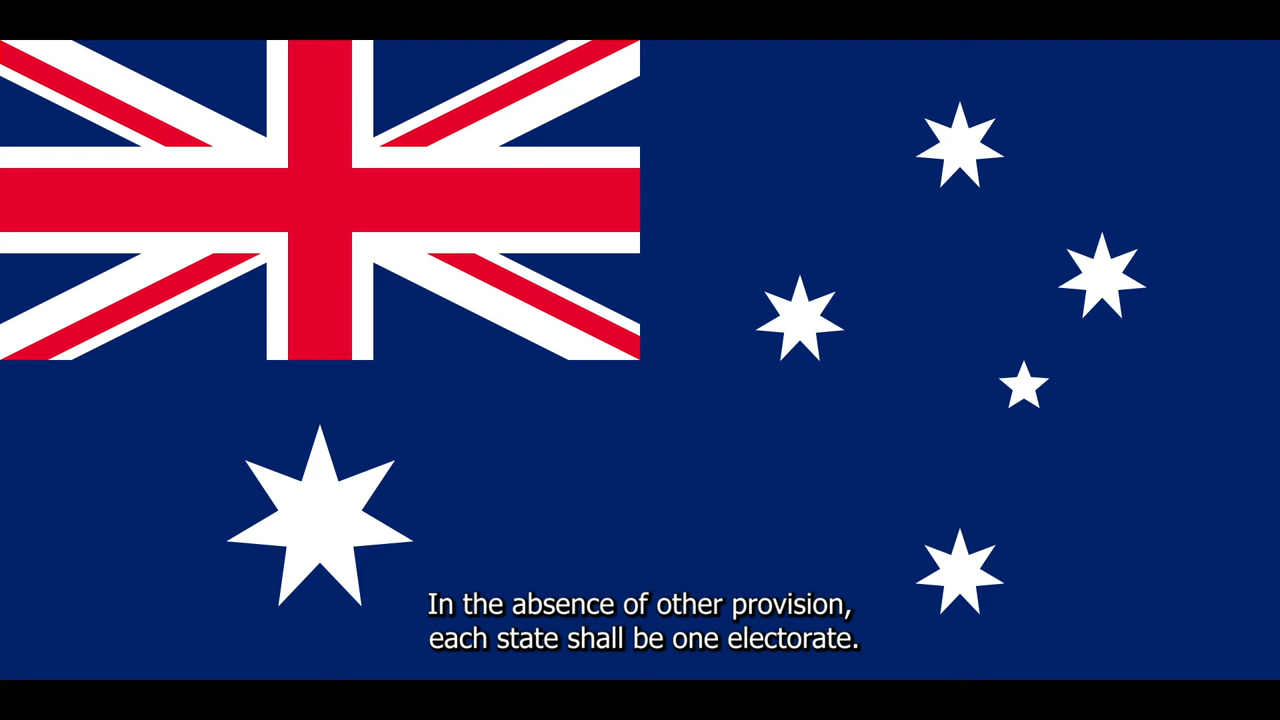 In the absence of other provision,
each state shall be one electorate.